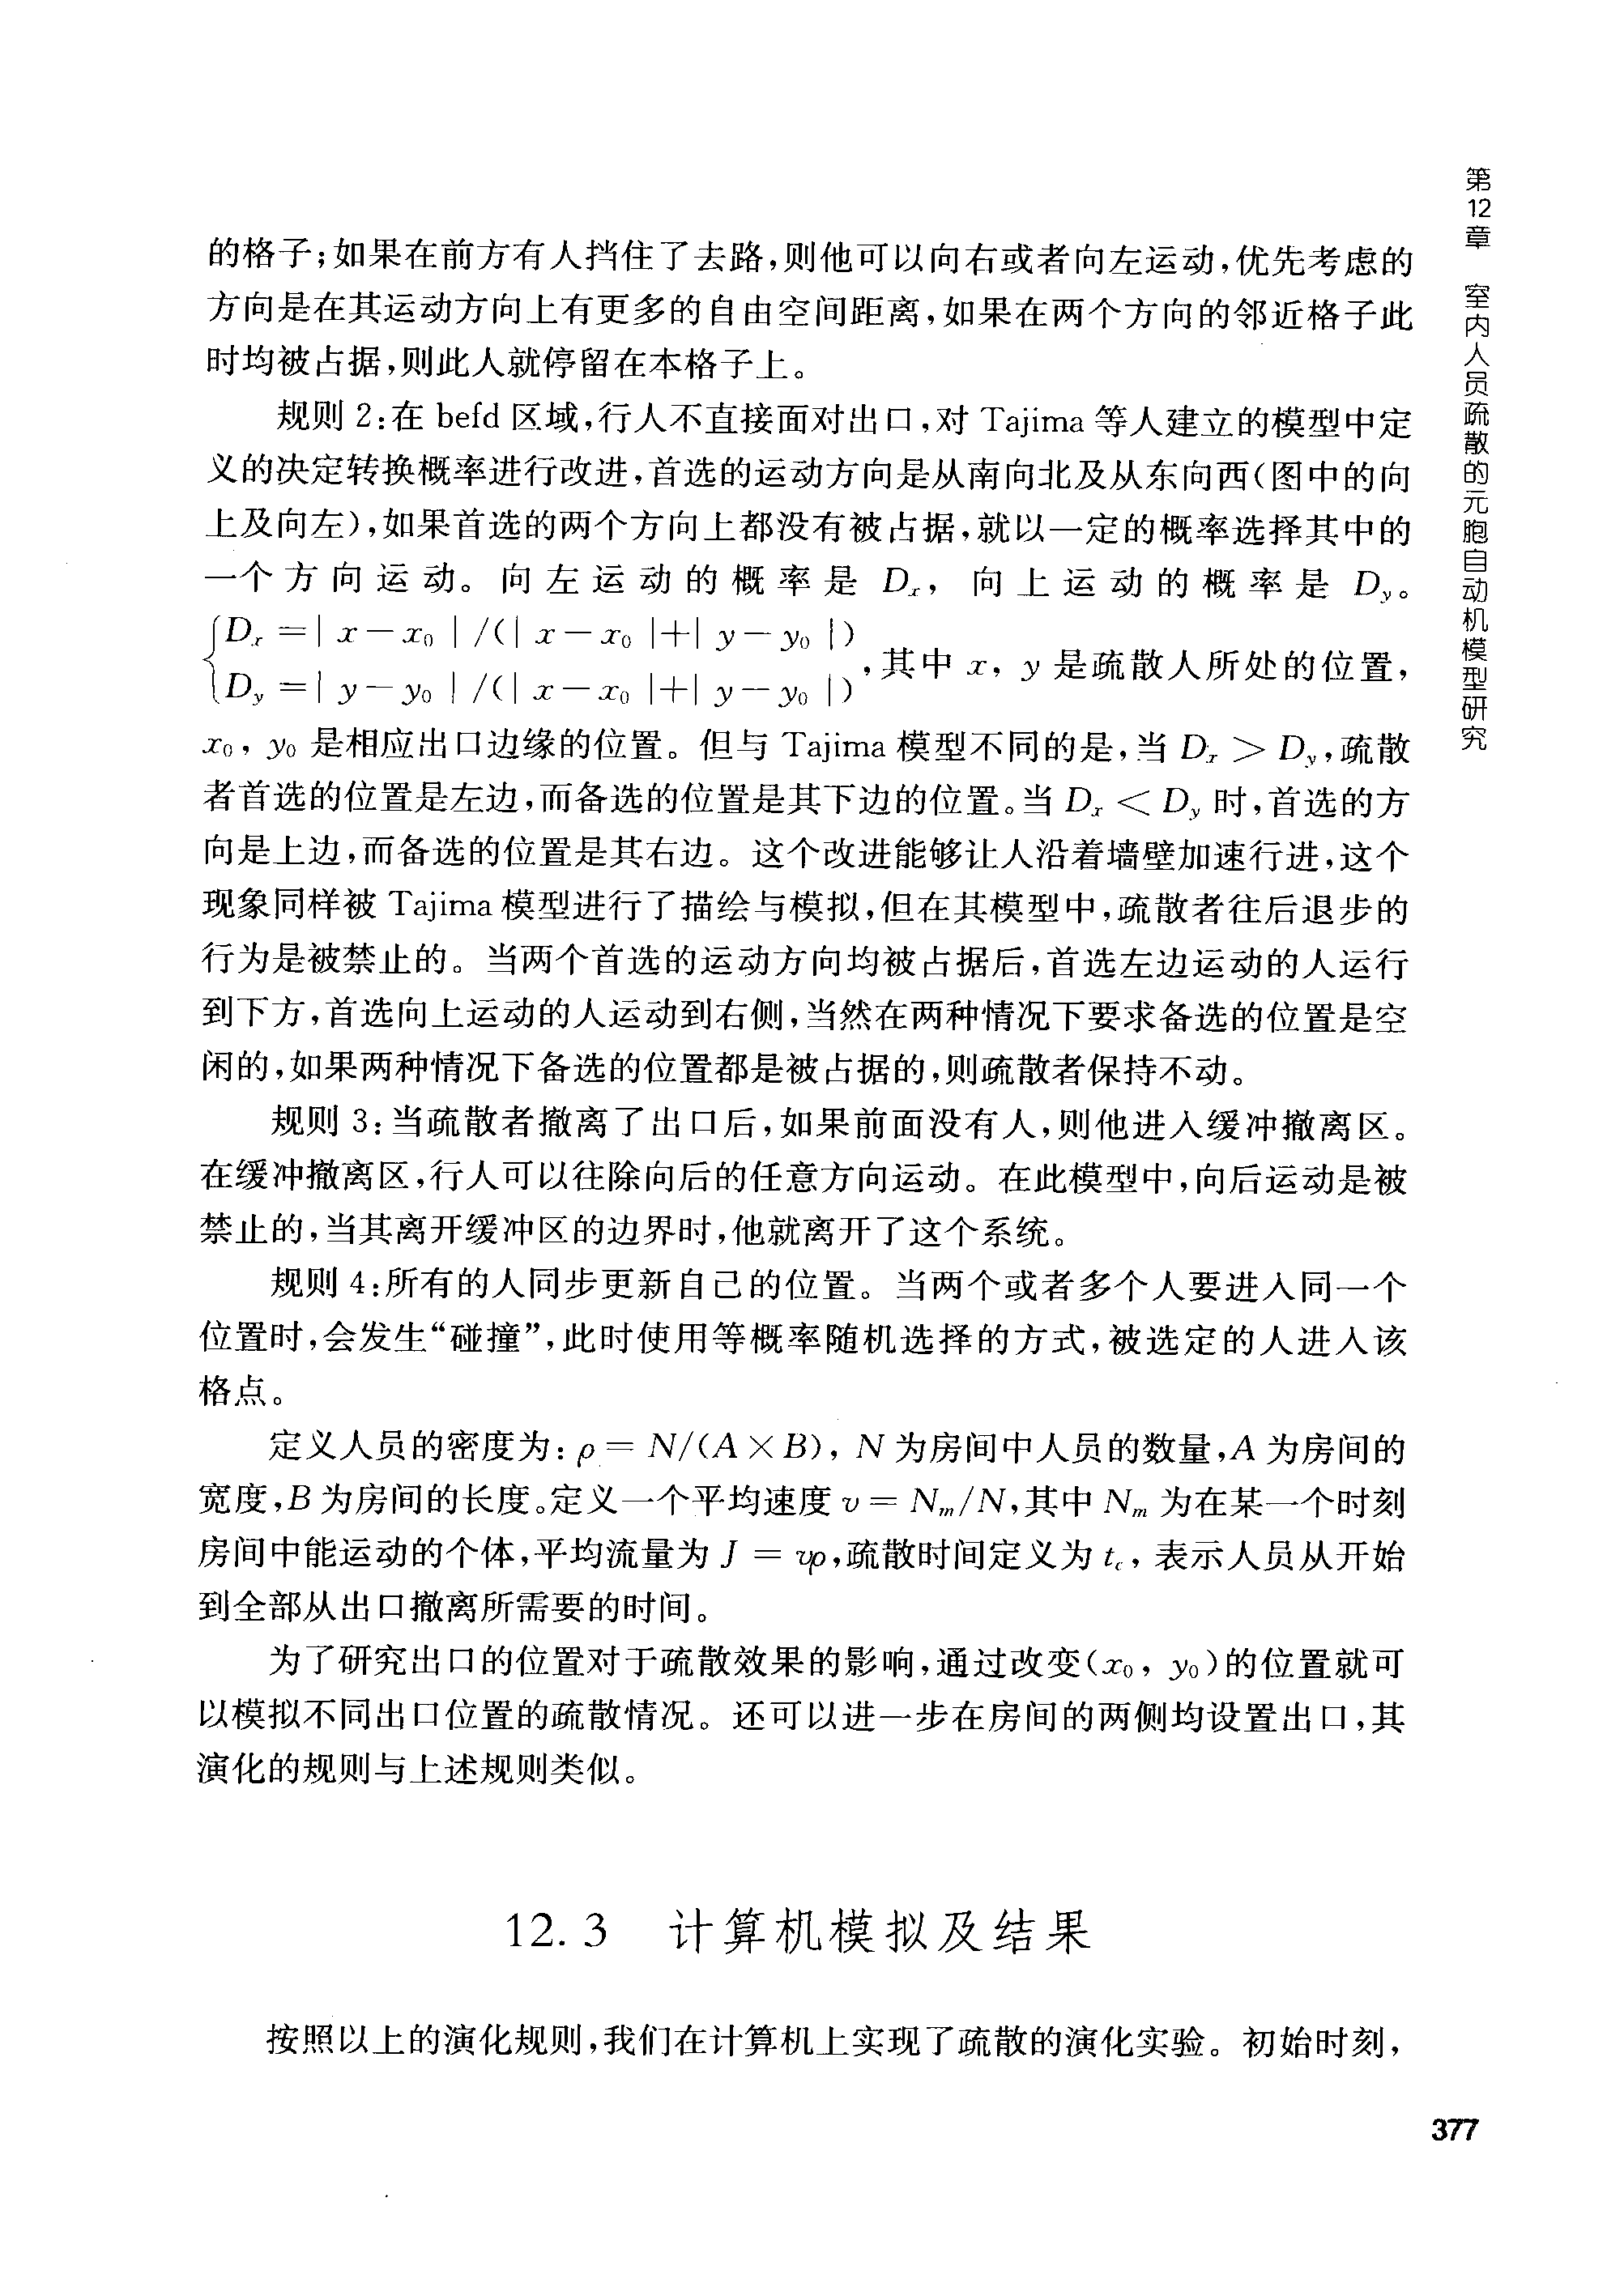 第12章 室内人员疏散的元胞自动机模型研究
的格子;如果在前方有人挡住了去路,则他可以向右或者向左运动,优先考虑的
方向是在其运动方向上有更多的自由空间距离,如果在两个方向的邻近格子此
时均被占据,则此人就停留在本格子上。
规则 2:在 befd 区域,行人不直接面对出口,对 Tajima 等人建立的模型中定
义的决定转换概率进行改进,首选的运动方向是从南向北及从东向西(图中的向
上及向左),如果首选的两个方向上都没有被占据,就以一定的概率选择其中的
一个方向运动。向左运动的概率是 Dₓ, 向上运动的概率是 D_y。
{Dₓ =| x－x₀ | /(| x－x₀ |+| y－y₀ |)
{D_y =| y－y₀ | /(| x－x₀ |+| y－y₀ |) ,其中 x, y 是疏散人所处的位置,
x₀, y₀ 是相应出口边缘的位置。但与 Tajima 模型不同的是,当 Dₓ > D_y,疏散
者首选的位置是左边,而备选的位置是其下边的位置。当 Dₓ < D_y 时,首选的方
向是上边,而备选的位置是其右边。这个改进能够让人沿着墙壁加速行进,这个
现象同样被 Tajima 模型进行了描绘与模拟,但在其模型中,疏散者往后退步的
行为是被禁止的。当两个首选的运动方向均被占据后,首选左边运动的人运行
到下方,首选向上运动的人运动到右侧,当然在两种情况下要求备选的位置是空
闲的,如果两种情况下备选的位置都是被占据的,则疏散者保持不动。
规则 3:当疏散者撤离了出口后,如果前面没有人,则他进入缓冲撤离区。
在缓冲撤离区,行人可以往除向后的任意方向运动。在此模型中,向后运动是被
禁止的,当其离开缓冲区的边界时,他就离开了这个系统。
规则 4:所有的人同步更新自己的位置。当两个或者多个人要进入同一个
位置时,会发生“碰撞”,此时使用等概率随机选择的方式,被选定的人进入该
格点。
定义人员的密度为:ρ = N/(A×B), N 为房间中人员的数量,A 为房间的
宽度,B 为房间的长度。定义一个平均速度 v = Nₘ/N,其中 Nₘ 为在某一个时刻
房间中能运动的个体,平均流量为 J = vρ,疏散时间定义为 t_c, 表示人员从开始
到全部从出口撤离所需要的时间。
为了研究出口的位置对于疏散效果的影响,通过改变(x₀, y₀)的位置就可
以模拟不同出口位置的疏散情况。还可以进一步在房间的两侧均设置出口,其
演化的规则与上述规则类似。
12.3 计算机模拟及结果
按照以上的演化规则,我们在计算机上实现了疏散的演化实验。初始时刻,
377